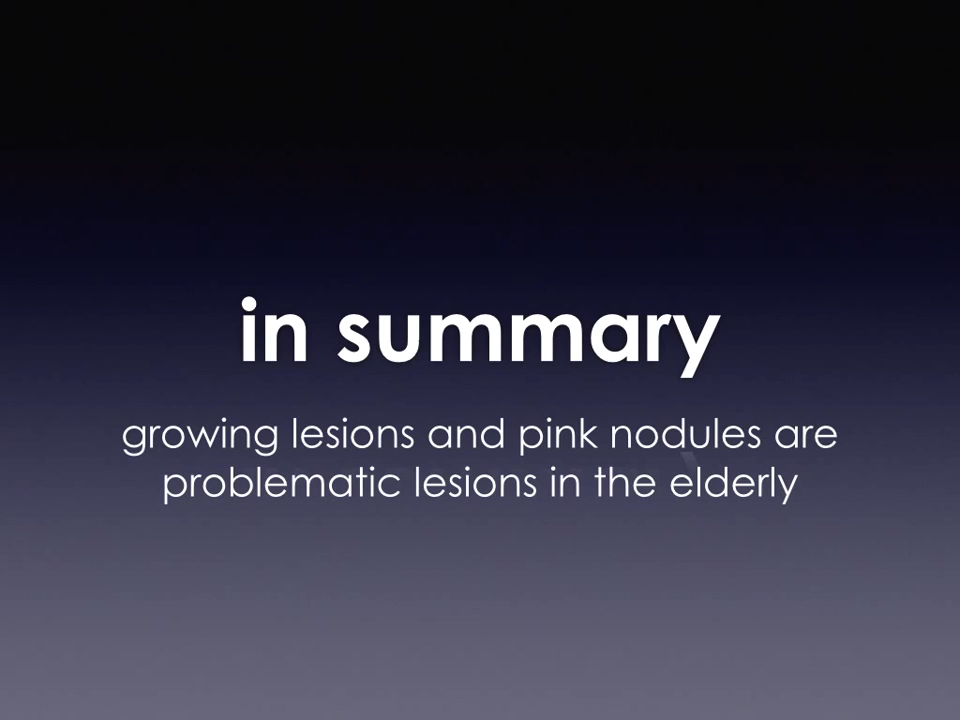 in summary
growing lesions and pink nodules are
problematic lesions in the elderly